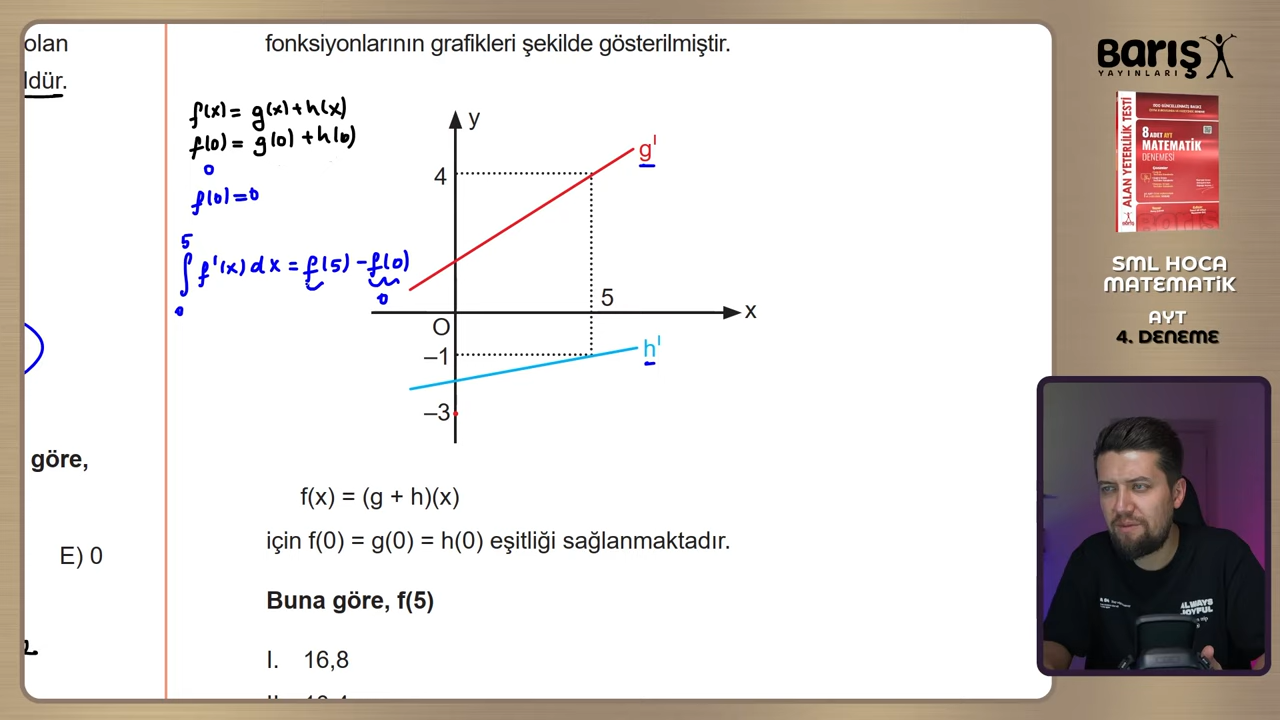 olan
ldür.
fonksiyonlarının grafikleri şekilde gösterilmiştir.
f(x) = g(x) + h(x)
f(0) = g(0) + h(0)
0
f(0) = 0
5
∫ f'(x) dx = f(5) - f(0)
0
0
y
4
g'
5
x
O
–1
h'
–3
göre,
E) 0
f(x) = (g + h)(x)
için f(0) = g(0) = h(0) eşitliği sağlanmaktadır.
Buna göre, f(5)
I. 16,8
BARIŞ
YAYINLARI
ALAN YETERLİLİK TESTİ
8 ADET AYT
MATEMATİK
DENEMESİ
SML HOCA
MATEMATİK
AYT
4. DENEME
ALWAYS
JOYFUL